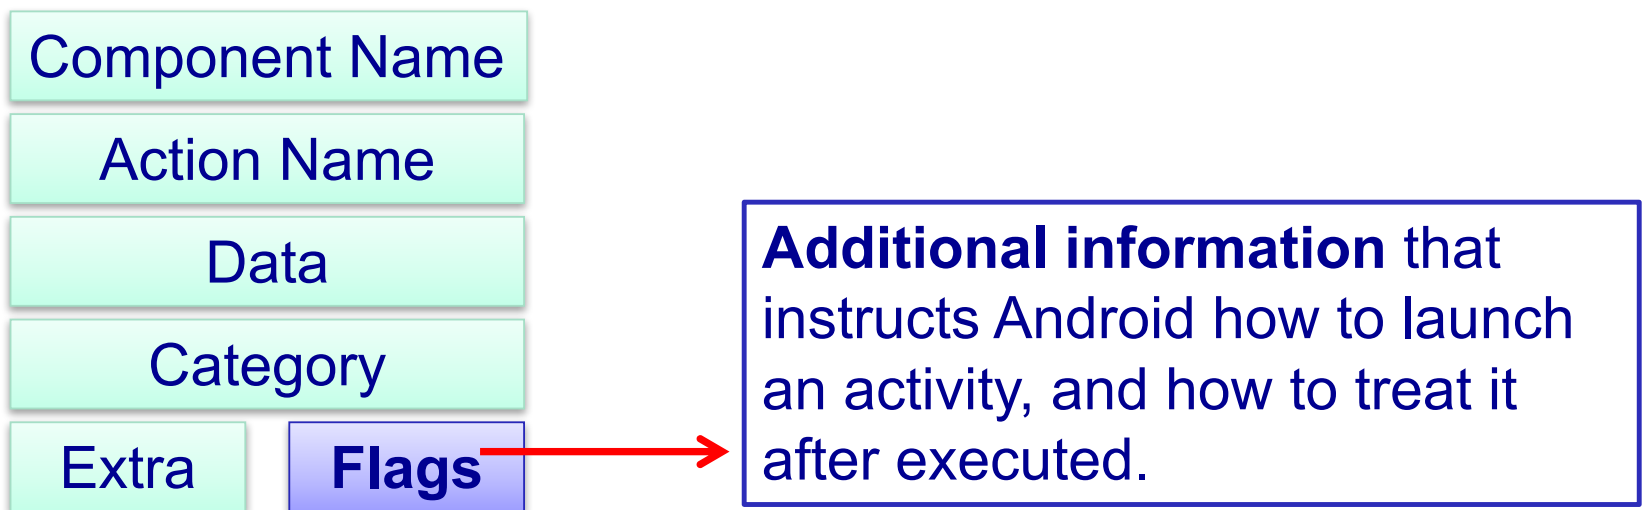 Component Name
Action Name
Data
Category
Extra
Flags
Additional information that
instructs Android how to launch
an activity, and how to treat it
after executed.